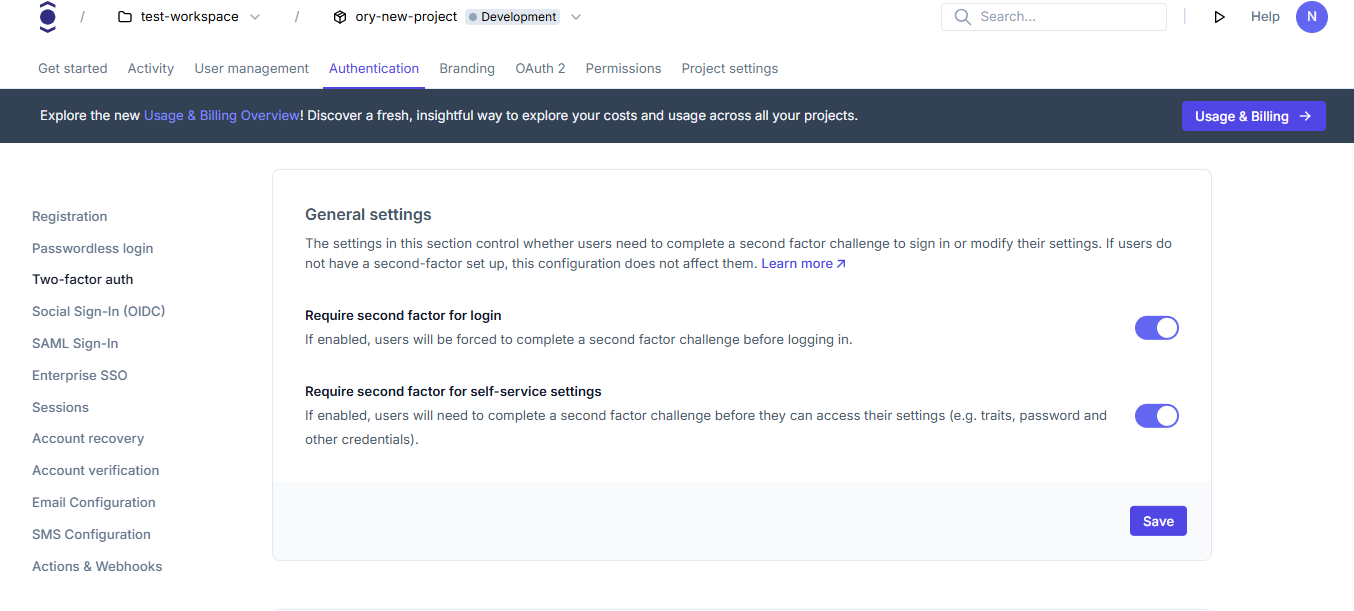 / test-workspace / ory-new-project Development Search... Help N
Get started Activity User management Authentication Branding OAuth 2 Permissions Project settings
Explore the new Usage & Billing Overview! Discover a fresh, insightful way to explore your costs and usage across all your projects. Usage & Billing →
Registration
Passwordless login
Two-factor auth
Social Sign-In (OIDC)
SAML Sign-In
Enterprise SSO
Sessions
Account recovery
Account verification
Email Configuration
SMS Configuration
Actions & Webhooks
General settings
The settings in this section control whether users need to complete a second factor challenge to sign in or modify their settings. If users do
not have a second-factor set up, this configuration does not affect them. Learn more ↗
Require second factor for login
If enabled, users will be forced to complete a second factor challenge before logging in.
Require second factor for self-service settings
If enabled, users will need to complete a second factor challenge before they can access their settings (e.g. traits, password and
other credentials).
Save